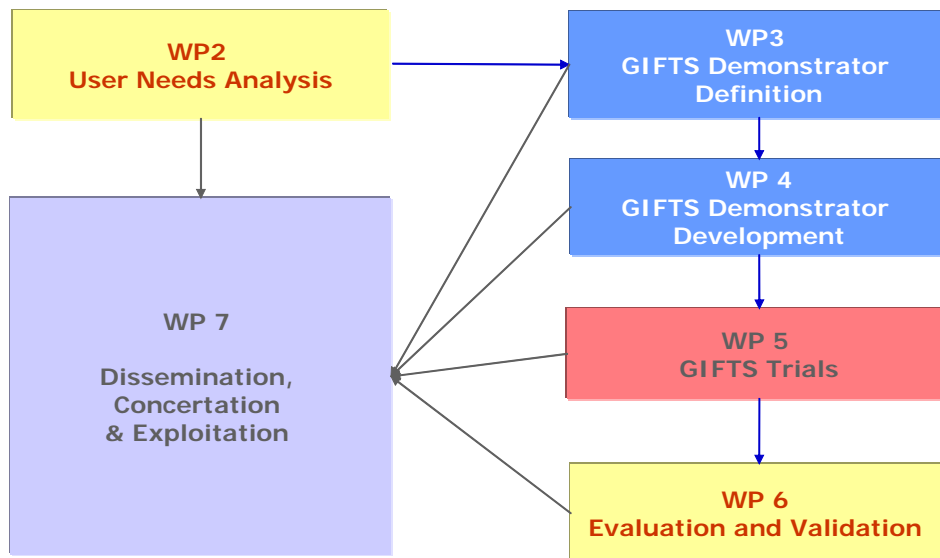 WP2
User Needs Analysis
WP3
GIFTS Demonstrator
Definition
WP 4
GIFTS Demonstrator
Development
WP 7
Dissemination,
Concertation
& Exploitation
WP 5
GIFTS Trials
WP 6
Evaluation and Validation